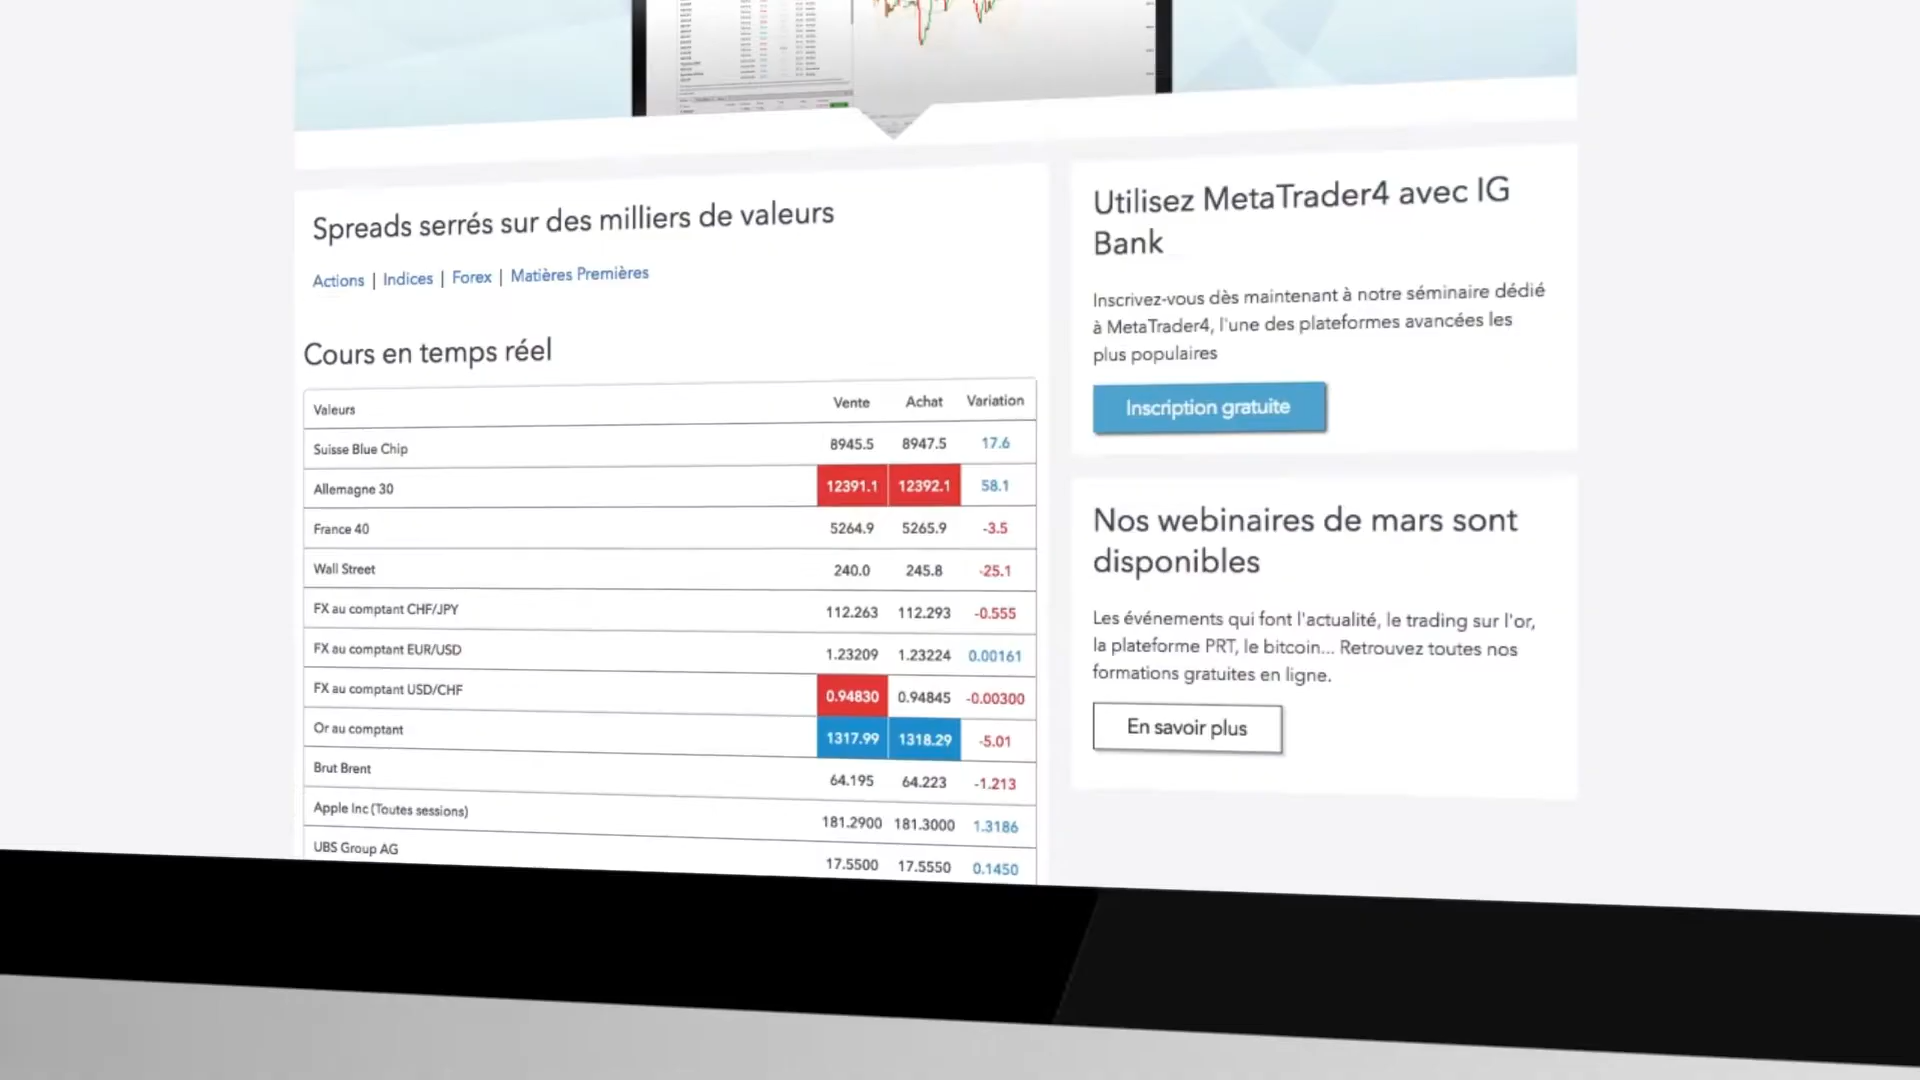 Spreads serrés sur des milliers de valeurs
Actions | Indices | Forex | Matières Premières
Cours en temps réel
Valeurs Vente Achat Variation
Suisse Blue Chip 8945.5 8947.5 17.6
Allemagne 30 12391.1 12392.1 58.1
France 40 5264.9 5265.9 -3.5
Wall Street 240.0 245.8 -25.1
FX au comptant CHF/JPY 112.263 112.293 -0.555
FX au comptant EUR/USD 1.23209 1.23224 0.00161
FX au comptant USD/CHF 0.94830 0.94845 -0.00300
Or au comptant 1317.99 1318.29 -5.01
Brut Brent 64.195 64.223 -1.213
Apple Inc (Toutes sessions) 181.2900 181.3000 1.3186
UBS Group AG 17.5500 17.5550 0.1450
Utilisez MetaTrader4 avec IG
Bank
Inscrivez-vous dès maintenant à notre séminaire dédié
à MetaTrader4, l'une des plateformes avancées les
plus populaires
Inscription gratuite
Nos webinaires de mars sont
disponibles
Les événements qui font l'actualité, le trading sur l'or,
la plateforme PRT, le bitcoin... Retrouvez toutes nos
formations gratuites en ligne.
En savoir plus